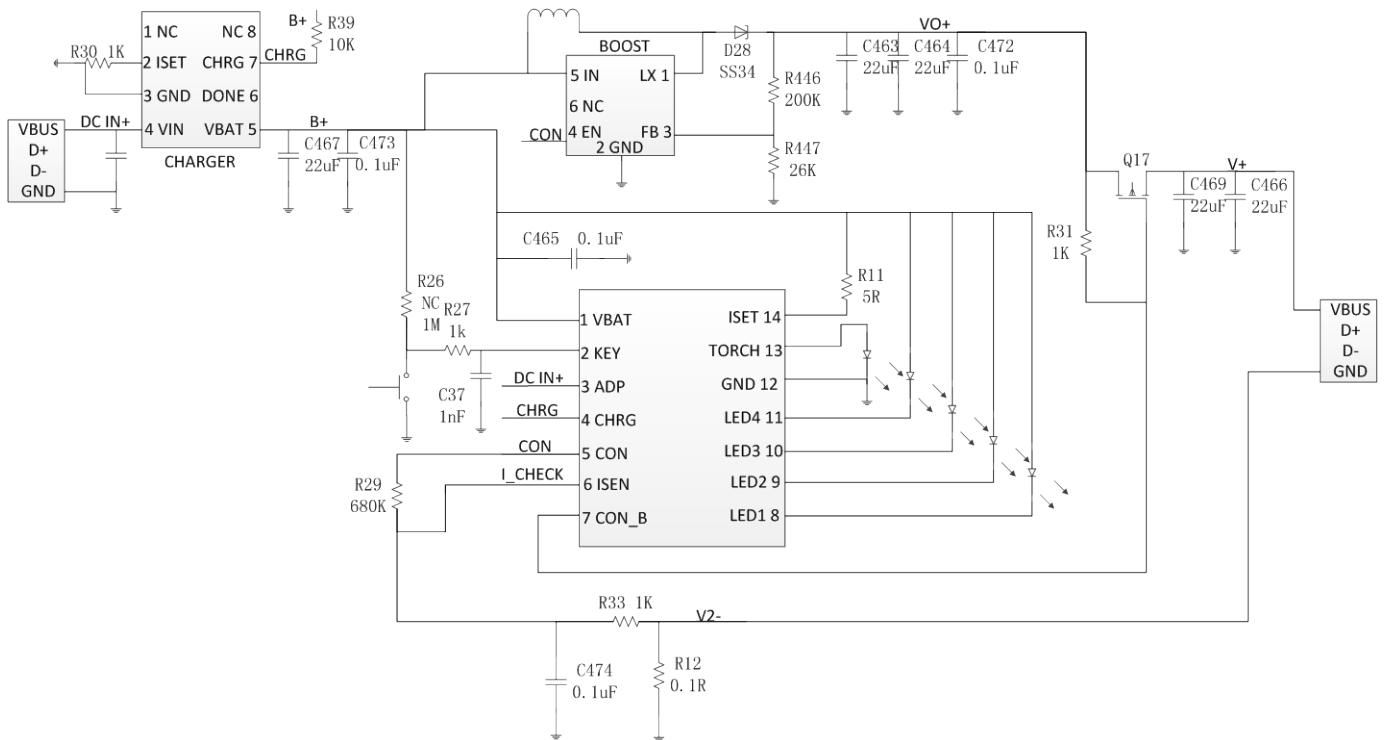 1 NC
NC 8
2 ISET
CHRG 7
3 GND
DONE 6
4 VIN
VBAT 5
CHARGER
R30 1K
B+
R39
10K
CHRG
VBUS
D+
D-
GND
DC IN+
B+
C467
22uF
C473
0.1uF
BOOST
5 IN
LX 1
6 NC
4 EN
FB 3
2 GND
CON
D28
SS34
VO+
C463
22uF
C464
22uF
C472
0.1uF
R446
200K
R447
26K
Q17
V+
C469
22uF
C466
22uF
R31
1K
C465
0.1uF
R26
NC
1M
R27
1k
C37
1nF
R11
5R
1 VBAT
ISET 14
2 KEY
TORCH 13
DC IN+
3 ADP
GND 12
CHRG
4 CHRG
LED4 11
CON
5 CON
LED3 10
I_CHECK
6 ISEN
LED2 9
7 CON_B
LED1 8
R29
680K
VBUS
D+
D-
GND
R33 1K
V2-
C474
0.1uF
R12
0.1R